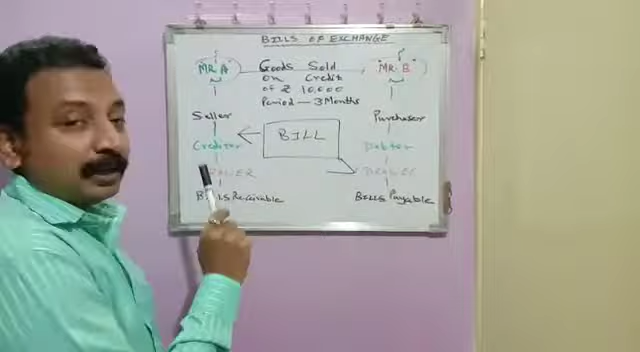 BILLS OF EXCHANGE
MR. A
Goods Sold
on Credit
of ₹ 10,000
Period — 3 Months
MR. B
Seller
Purchaser
BILL
Creditor
Debtor
DRAWEE
Bills Receivable
Bills Payable